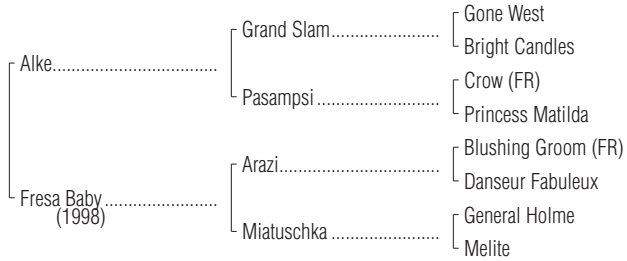 Gone West
Grand Slam
Bright Candles
Alke
Crow (FR)
Pasampsi
Princess Matilda
Blushing Groom (FR)
Arazi
Danseur Fabuleux
Fresa Baby
(1998)
General Holme
Miatuschka
Melite